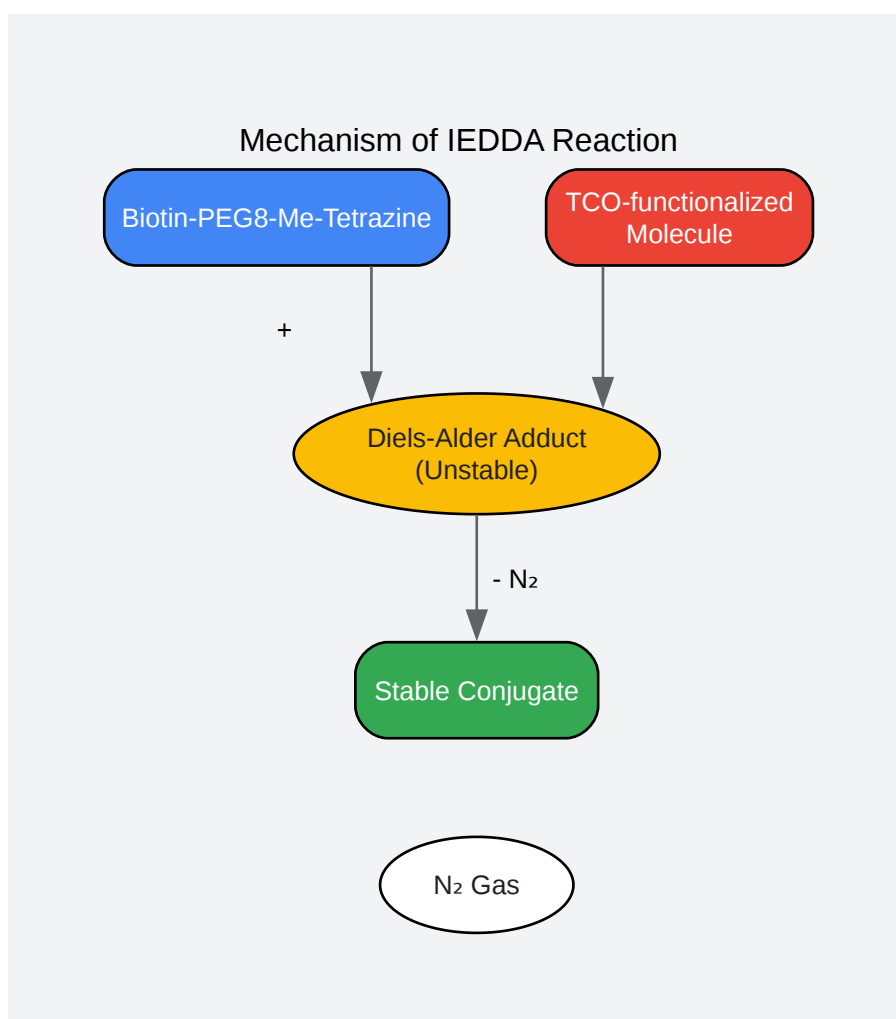 Mechanism of IEDDA Reaction
Biotin-PEG8-Me-Tetrazine
TCO-functionalized
Molecule
+
Diels-Alder Adduct
(Unstable)
- N₂
Stable Conjugate
N₂ Gas